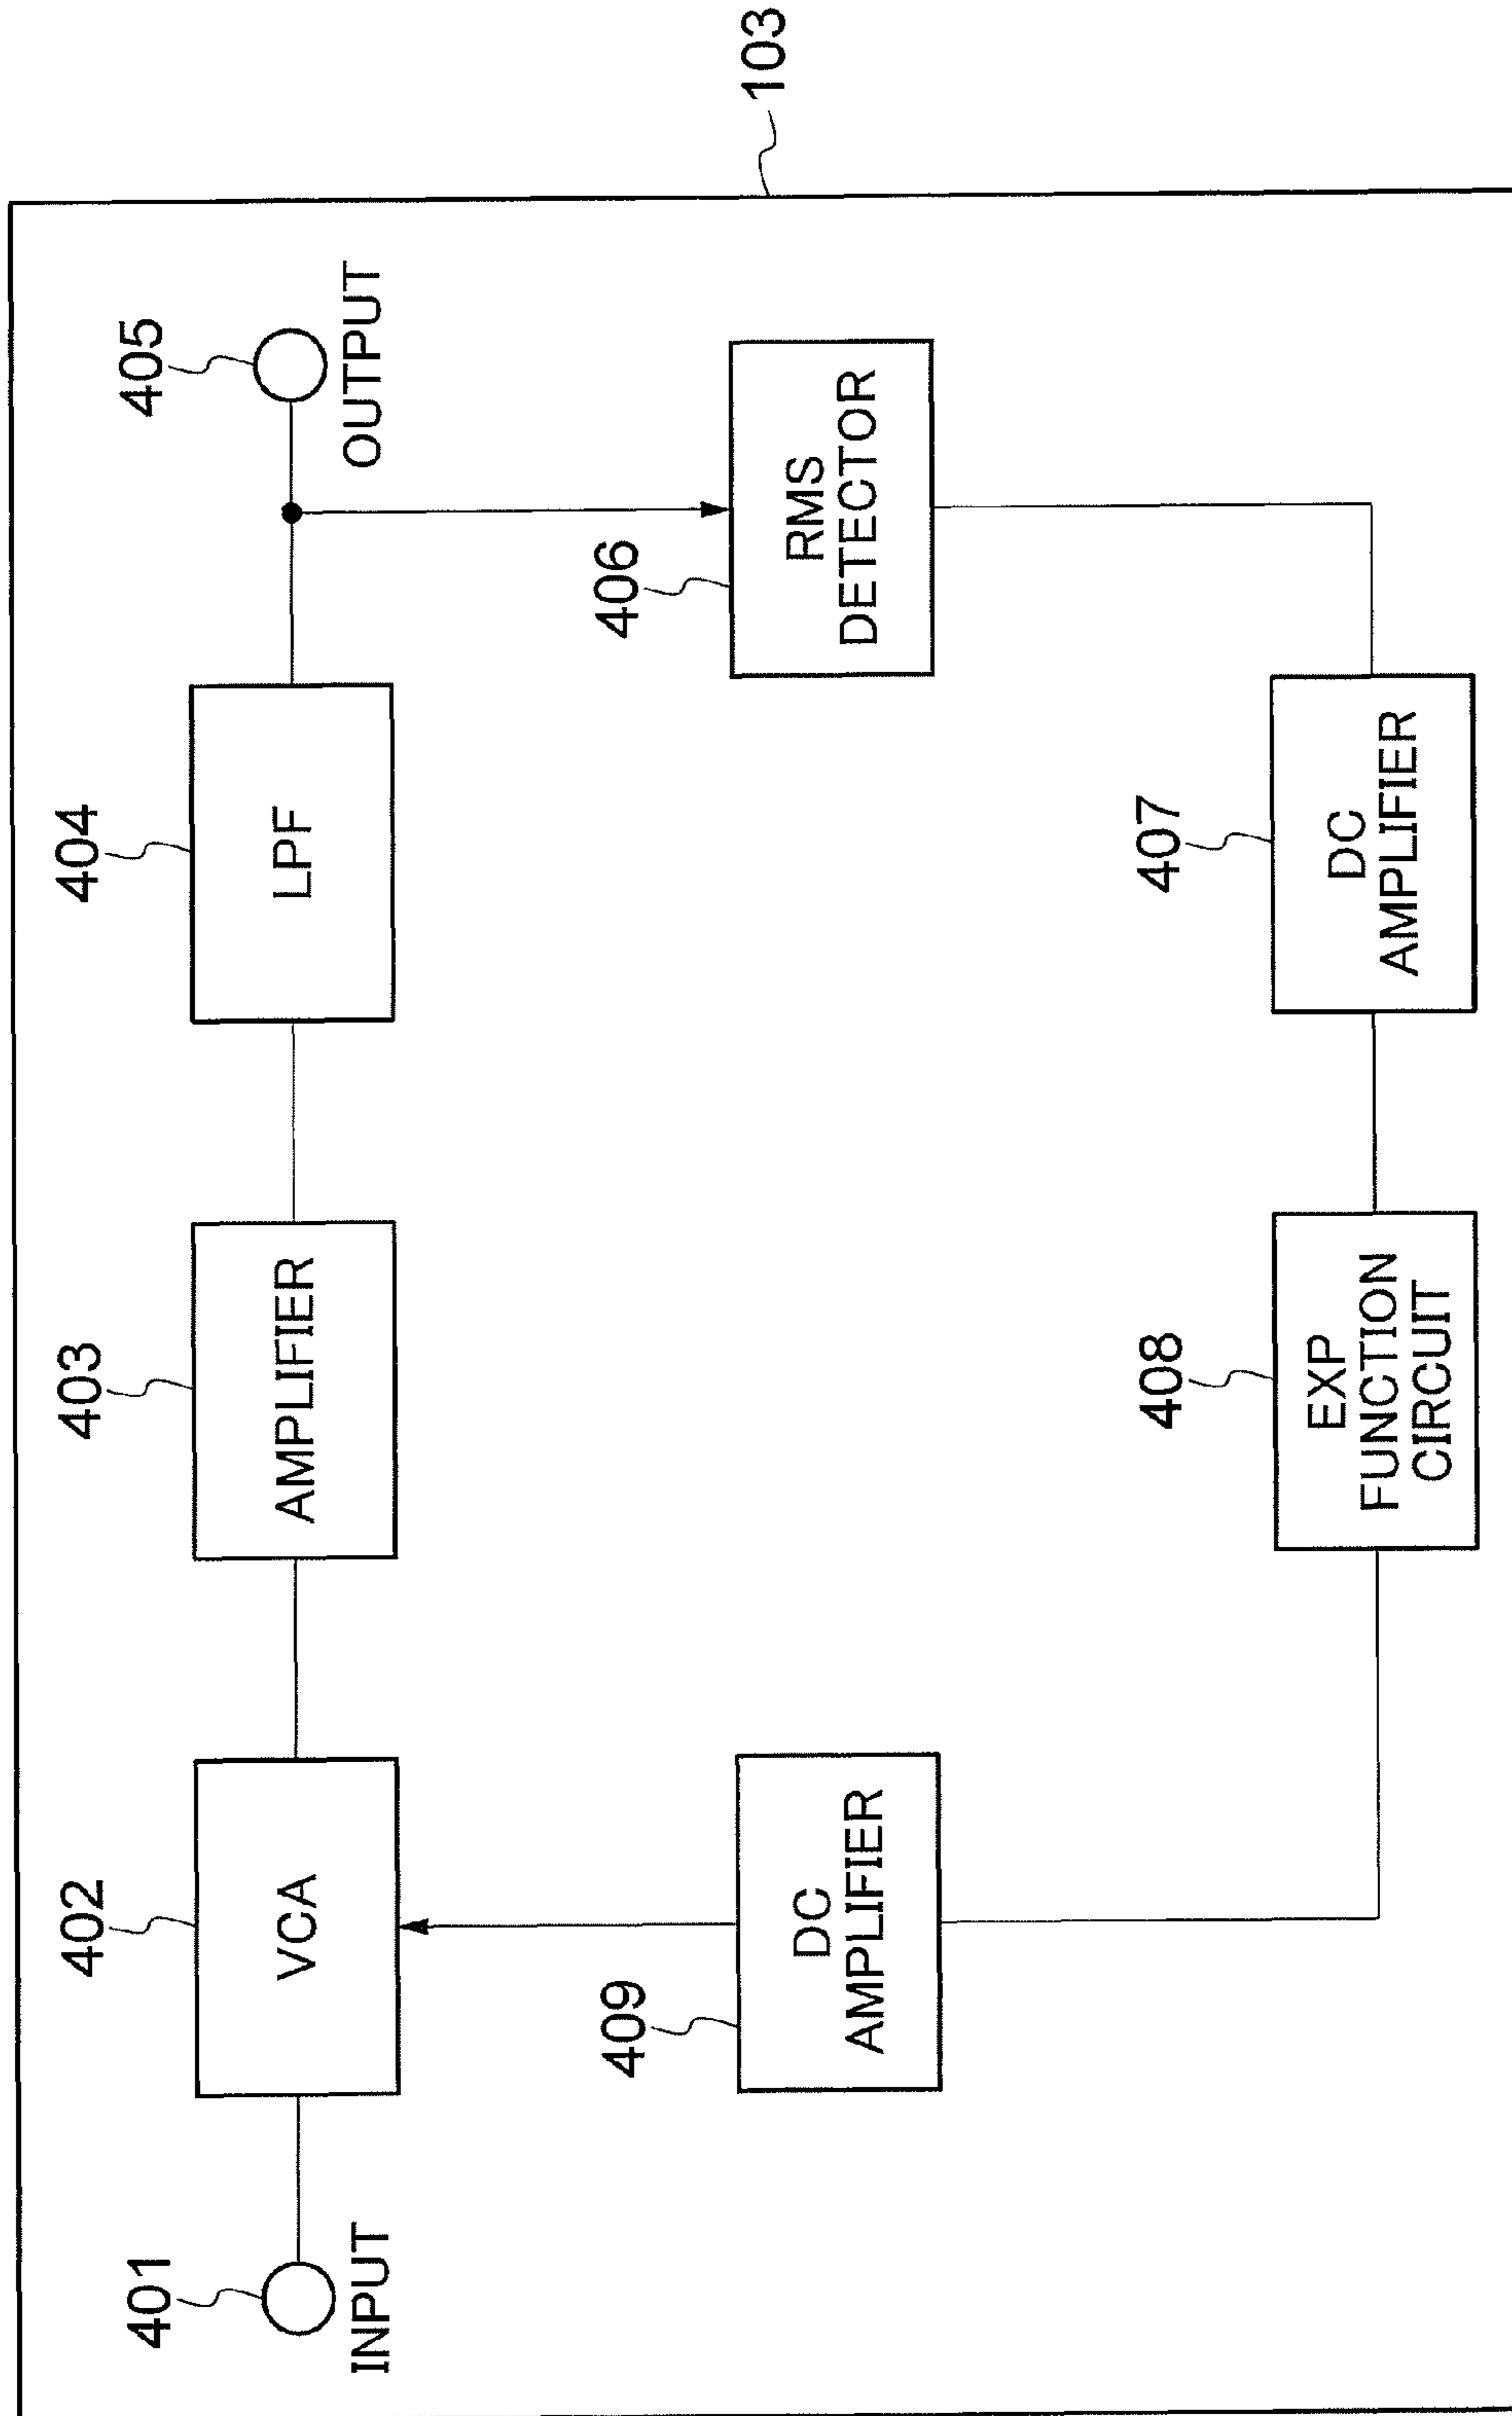 103
401
INPUT
402
VCA
403
AMPLIFIER
404
LPF
405
OUTPUT
409
DC
AMPLIFIER
406
RMS
DETECTOR
408
EXP
FUNCTION
CIRCUIT
407
DC
AMPLIFIER